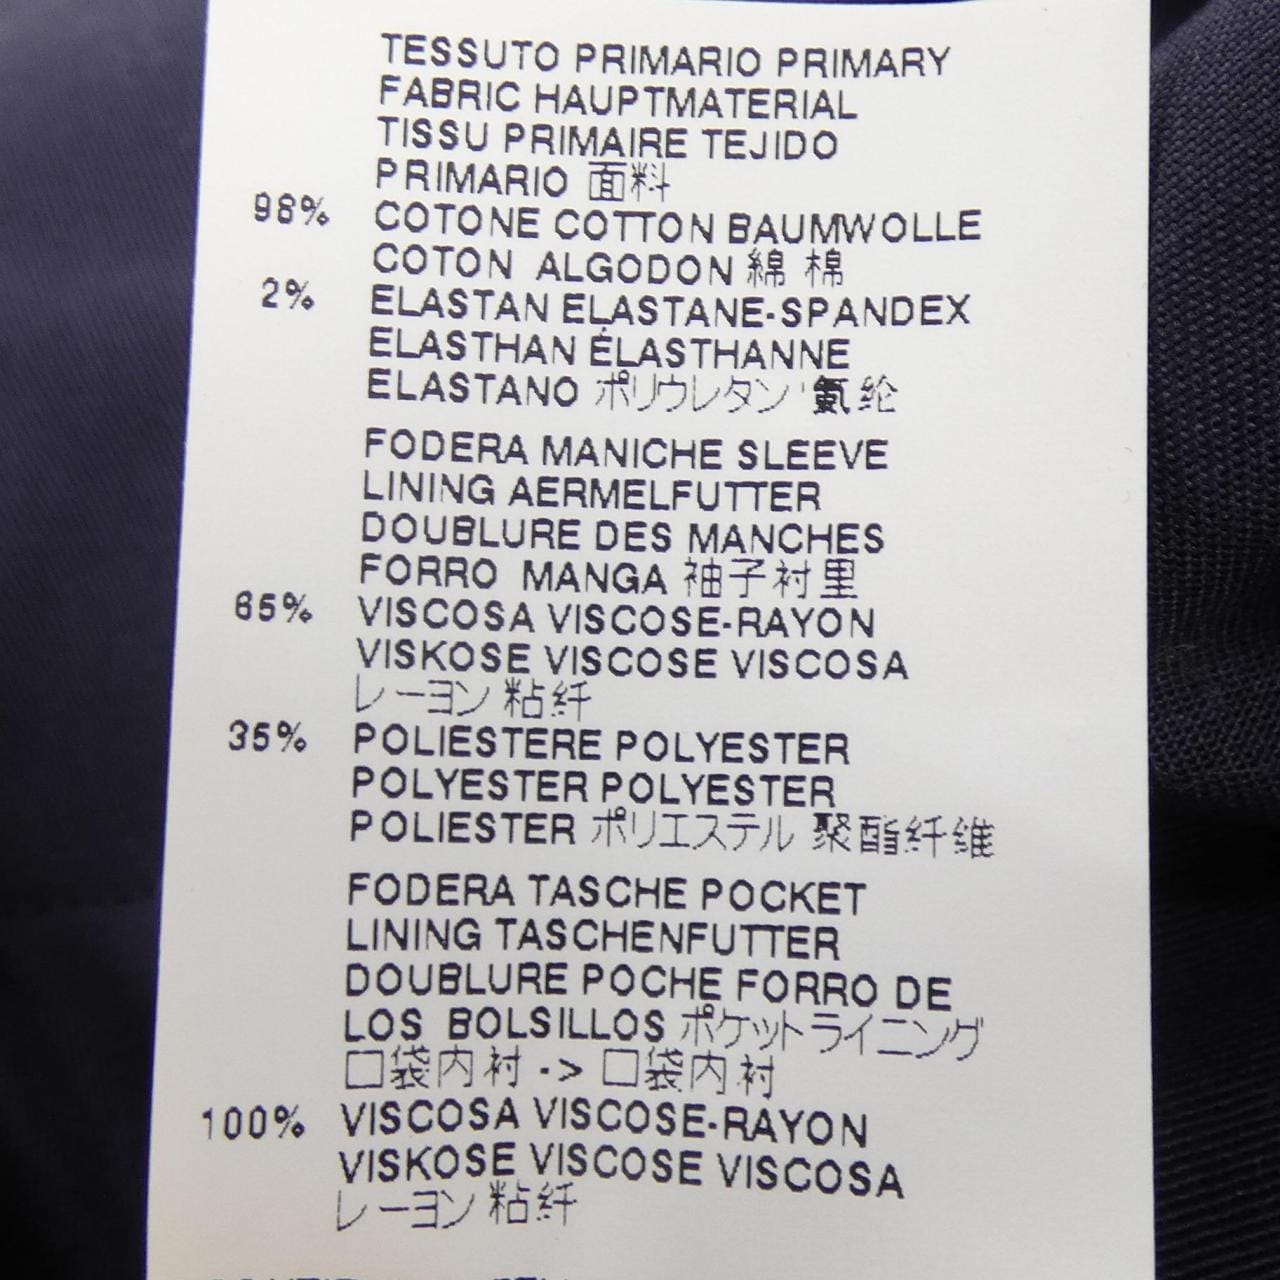 TESSUTO PRIMARIO PRIMARY
FABRIC HAUPTMATERIAL
TISSU PRIMAIRE TEJIDO
PRIMARIO 面料
98% COTONE COTTON BAUMWOLLE
COTON ALGODON 綿 棉
2% ELASTAN ELASTANE-SPANDEX
ELASTHAN ÉLASTHANNE
ELASTANO ポリウレタン' 氨纶
FODERA MANICHE SLEEVE
LINING AERMELFUTTER
DOUBLURE DES MANCHES
FORRO MANGA 袖子衬里
65% VISCOSA VISCOSE-RAYON
VISKOSE VISCOSE VISCOSA
レーヨン 粘纤
35% POLIESTERE POLYESTER
POLYESTER POLYESTER
POLIESTER ポリエステル 聚酯纤维
FODERA TASCHE POCKET
LINING TASCHENFUTTER
DOUBLURE POCHE FORRO DE
LOS BOLSILLOS ポケットライニング
口袋内衬 -> 口袋内衬
100% VISCOSA VISCOSE-RAYON
VISKOSE VISCOSE VISCOSA
レーヨン 粘纤